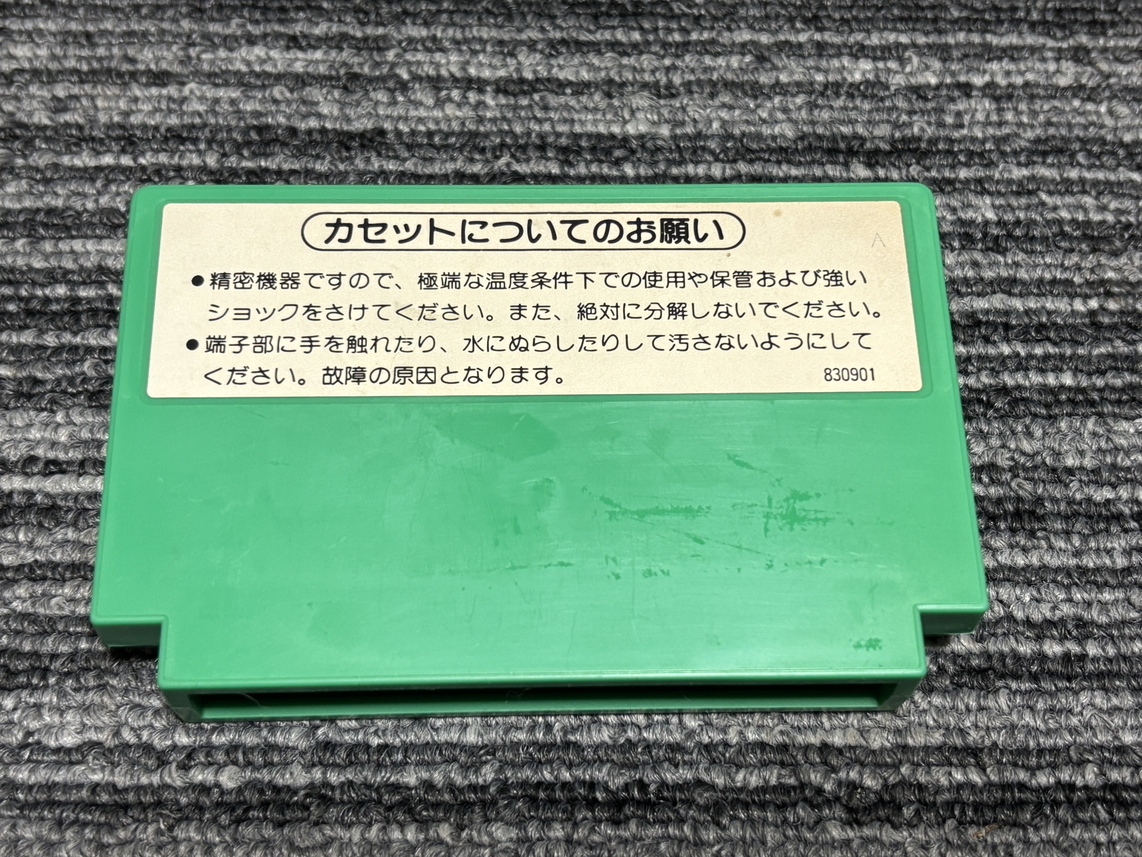 カセットについてのお願い
A
●精密機器ですので、極端な温度条件下での使用や保管および強い
ショックをさけてください。また、絶対に分解しないでください。
●端子部に手を触れたり、水にぬらしたりして汚さないようにして
ください。故障の原因となります。
830901